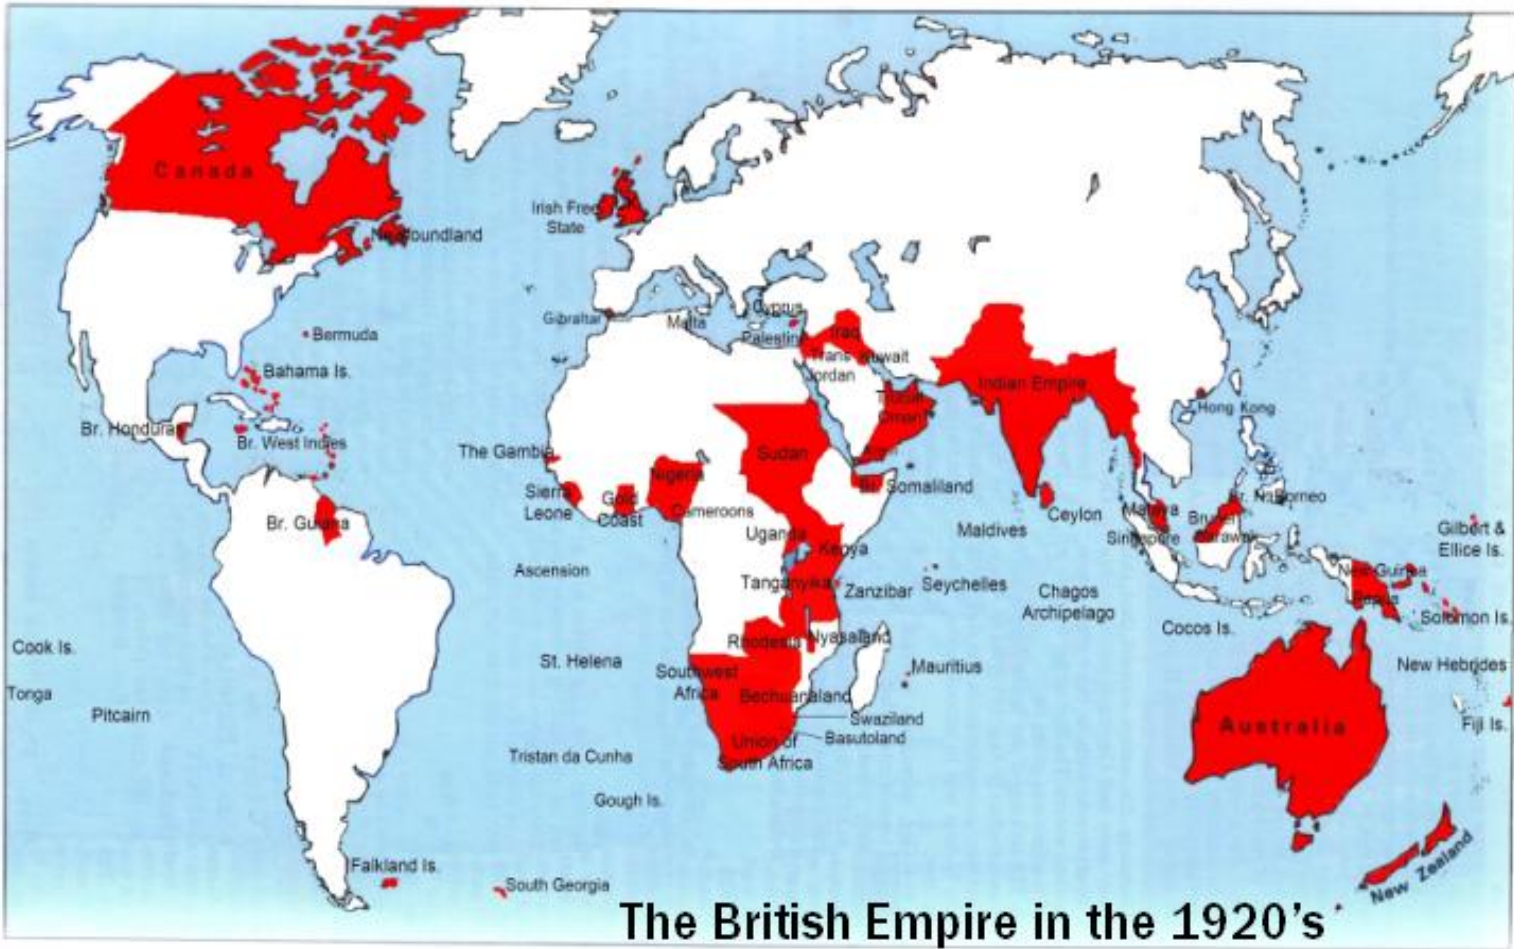 Canada
Newfoundland
Irish Free
State
Gibraltar
Malta
Cyprus
Palestine
Iraq
Trans
Jordan
Kuwait
Trucial
Oman
Indian Empire
Hong Kong
Bermuda
Bahama Is.
Br. Honduras
Br. West Indies
The Gambia
Sierra
Leone
Gold
Coast
Nigeria
Cameroons
Sudan
Br. Somaliland
Uganda
Kenya
Maldives
Ceylon
Malaya
Singapore
Brunei
Sarawak
Br. N. Borneo
Gilbert &
Ellice Is.
Br. Guiana
Ascension
Tanganyika
Zanzibar
Seychelles
Chagos
Archipelago
Cocos Is.
New Guinea
Papua
Solomon Is.
Cook Is.
Tonga
Pitcairn
St. Helena
Rhodesia
Nyasaland
Southwest
Africa
Bechuanaland
Mauritius
Swaziland
Basutoland
Union of
South Africa
New Hebrides
Fiji Is.
Australia
Tristan da Cunha
Gough Is.
Falkland Is.
South Georgia
New Zealand
The British Empire in the 1920's